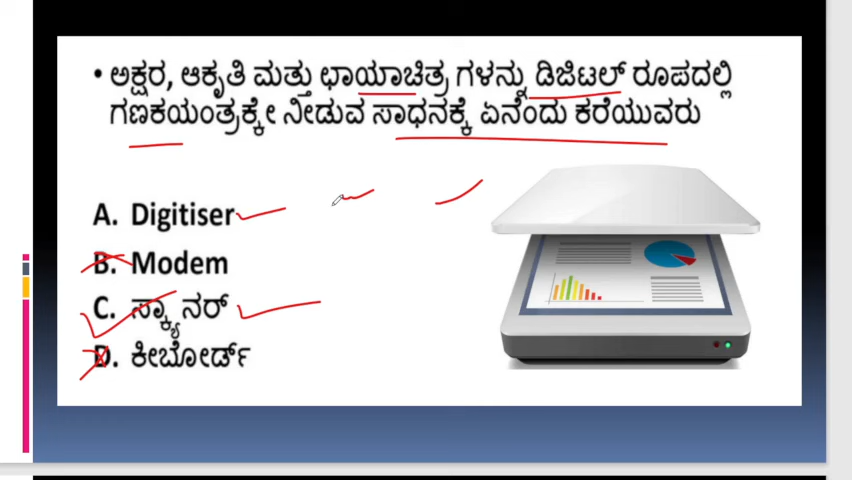 • ಅಕ್ಷರ, ಆಕೃತಿ ಮತ್ತು ಛಾಯಾಚಿತ್ರ ಗಳನ್ನು ಡಿಜಿಟಲ್ ರೂಪದಲ್ಲಿ
ಗಣಕಯಂತ್ರಕ್ಕೇ ನೀಡುವ ಸಾಧನಕ್ಕೆ ಏನೆಂದು ಕರೆಯುವರು
A. Digitiser
B. Modem
C. ಸ್ಕ್ಯಾನರ್
D. ಕೀಬೋರ್ಡ್